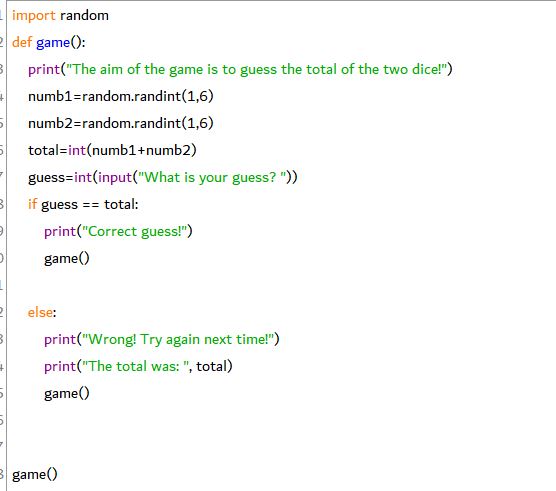 import random
def game():
    print("The aim of the game is to guess the total of the two dice!")
    numb1=random.randint(1,6)
    numb2=random.randint(1,6)
    total=int(numb1+numb2)
    guess=int(input("What is your guess? "))
    if guess == total:
        print("Correct guess!")
        game()
    else:
        print("Wrong! Try again next time!")
        print("The total was: ", total)
        game()
game()